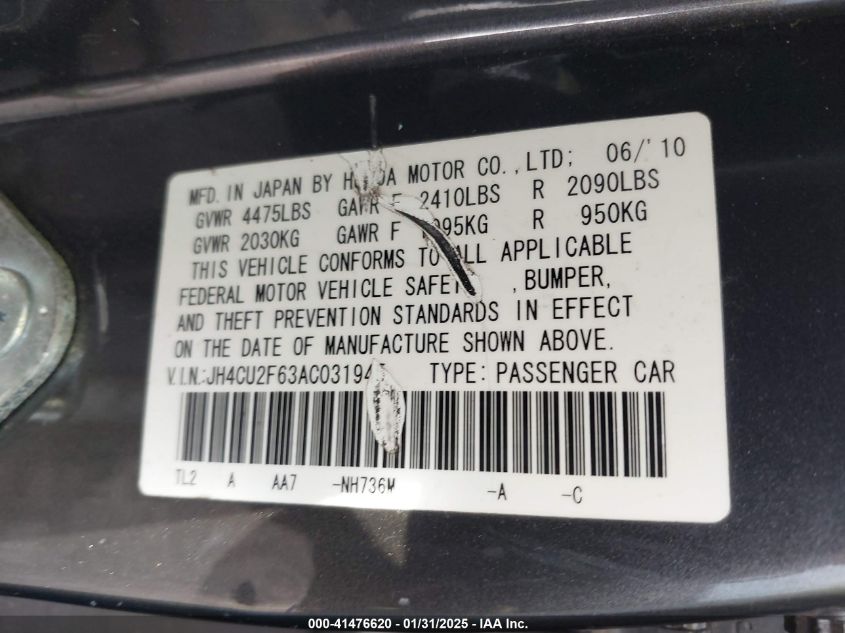 MFD. IN JAPAN BY HONDA MOTOR CO., LTD; 06/'10
GVWR 4475LBS GAWR F 2410LBS R 2090LBS
GVWR 2030KG GAWR F 1095KG R 950KG
THIS VEHICLE CONFORMS TO ALL APPLICABLE
FEDERAL MOTOR VEHICLE SAFETY, BUMPER,
AND THEFT PREVENTION STANDARDS IN EFFECT
ON THE DATE OF MANUFACTURE SHOWN ABOVE.
V.I.N.: TYPE: PASSENGER CAR
TL2 A AA7 -NH736M -A -C
000-41476620 - 01/31/2025 - IAA Inc.